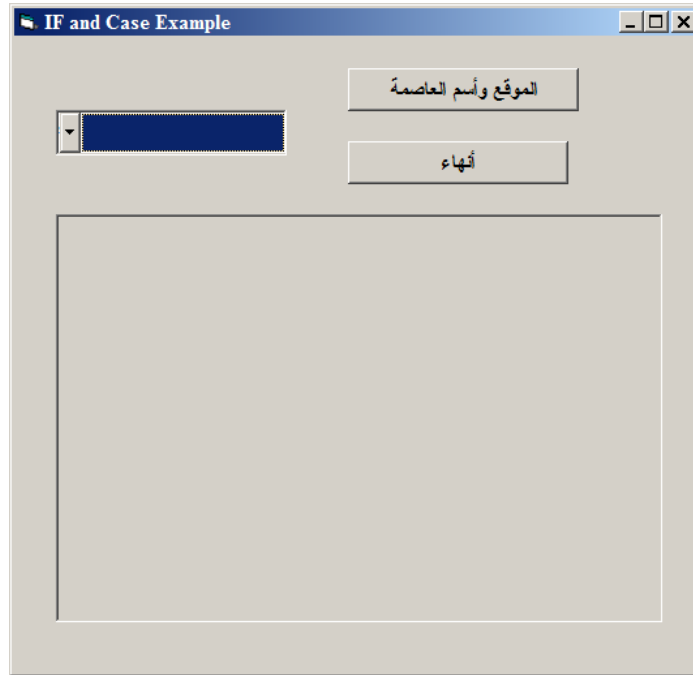 IF and Case Example
الموقع وأسم العاصمة
أنهاء